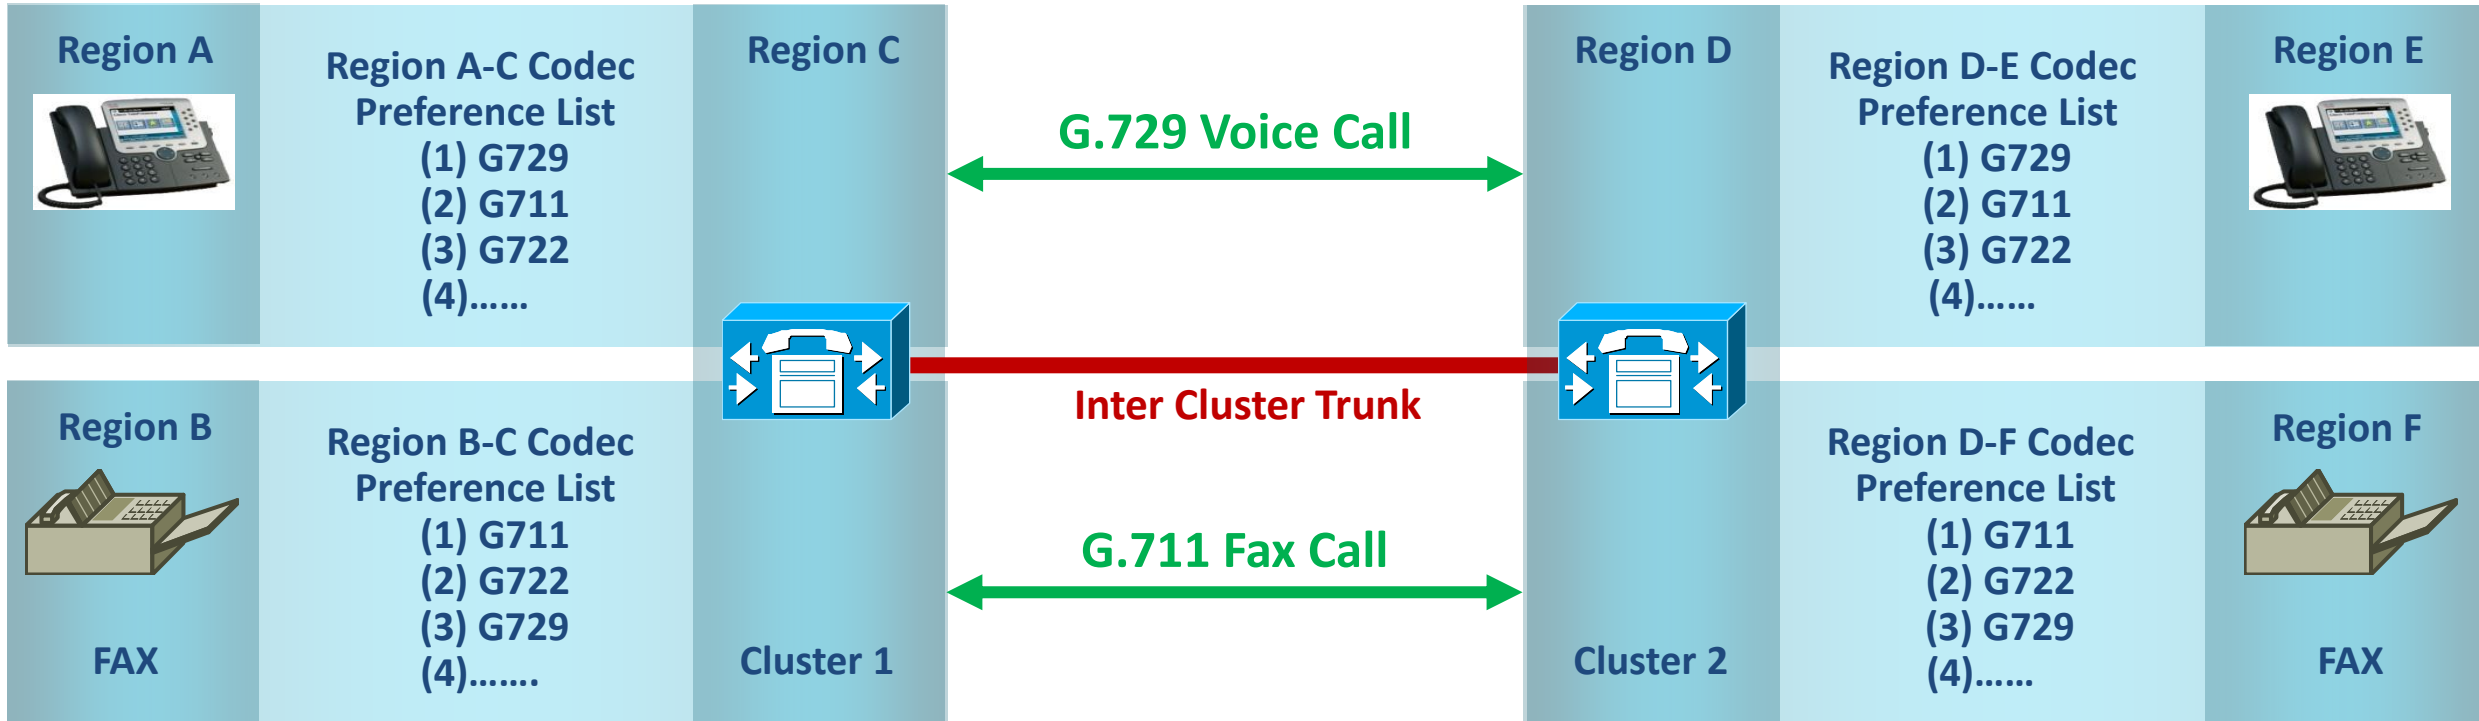 Region A
Region A-C Codec
Preference List
(1) G729
(2) G711
(3) G722
(4)......
Region C
G.729 Voice Call
Region D
Region D-E Codec
Preference List
(1) G729
(2) G711
(3) G722
(4)......
Region E
Inter Cluster Trunk
Region B
FAX
Region B-C Codec
Preference List
(1) G711
(2) G722
(3) G729
(4).......
Cluster 1
G.711 Fax Call
Cluster 2
Region D-F Codec
Preference List
(1) G711
(2) G722
(3) G729
(4)......
Region F
FAX